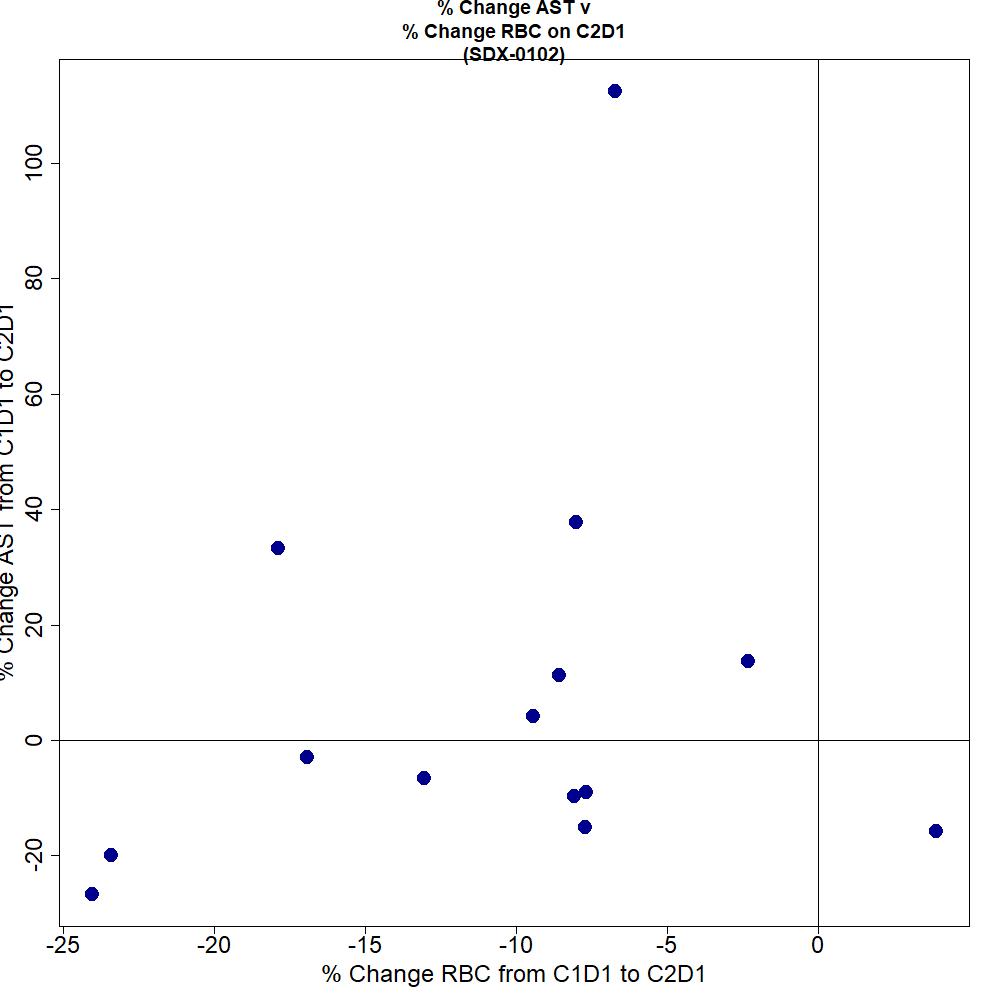 % Change AST v
% Change RBC on C2D1
(SDX-0102)
% Change AST from C1D1 to C2D1
100
80
60
40
20
0
-20
-25
-20
-15
-10
-5
0
% Change RBC from C1D1 to C2D1